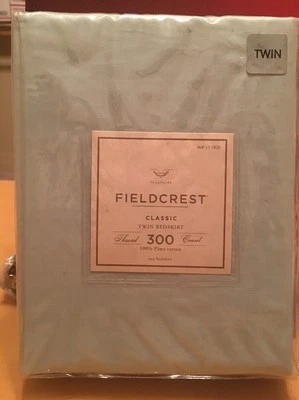 TWIN
FIELDCREST
CLASSIC
TWIN BEDSKIRT
Thread 300 Count
100% Pima cotton